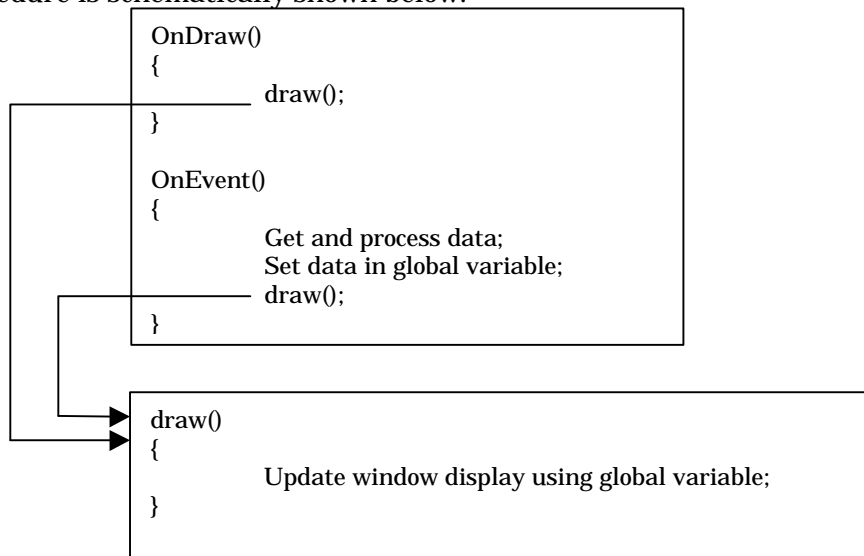 is schematically shown below.
OnDraw()
{
draw();
}
OnEvent()
{
Get and process data;
Set data in global variable;
draw();
}
draw()
{
Update window display using global variable;
}